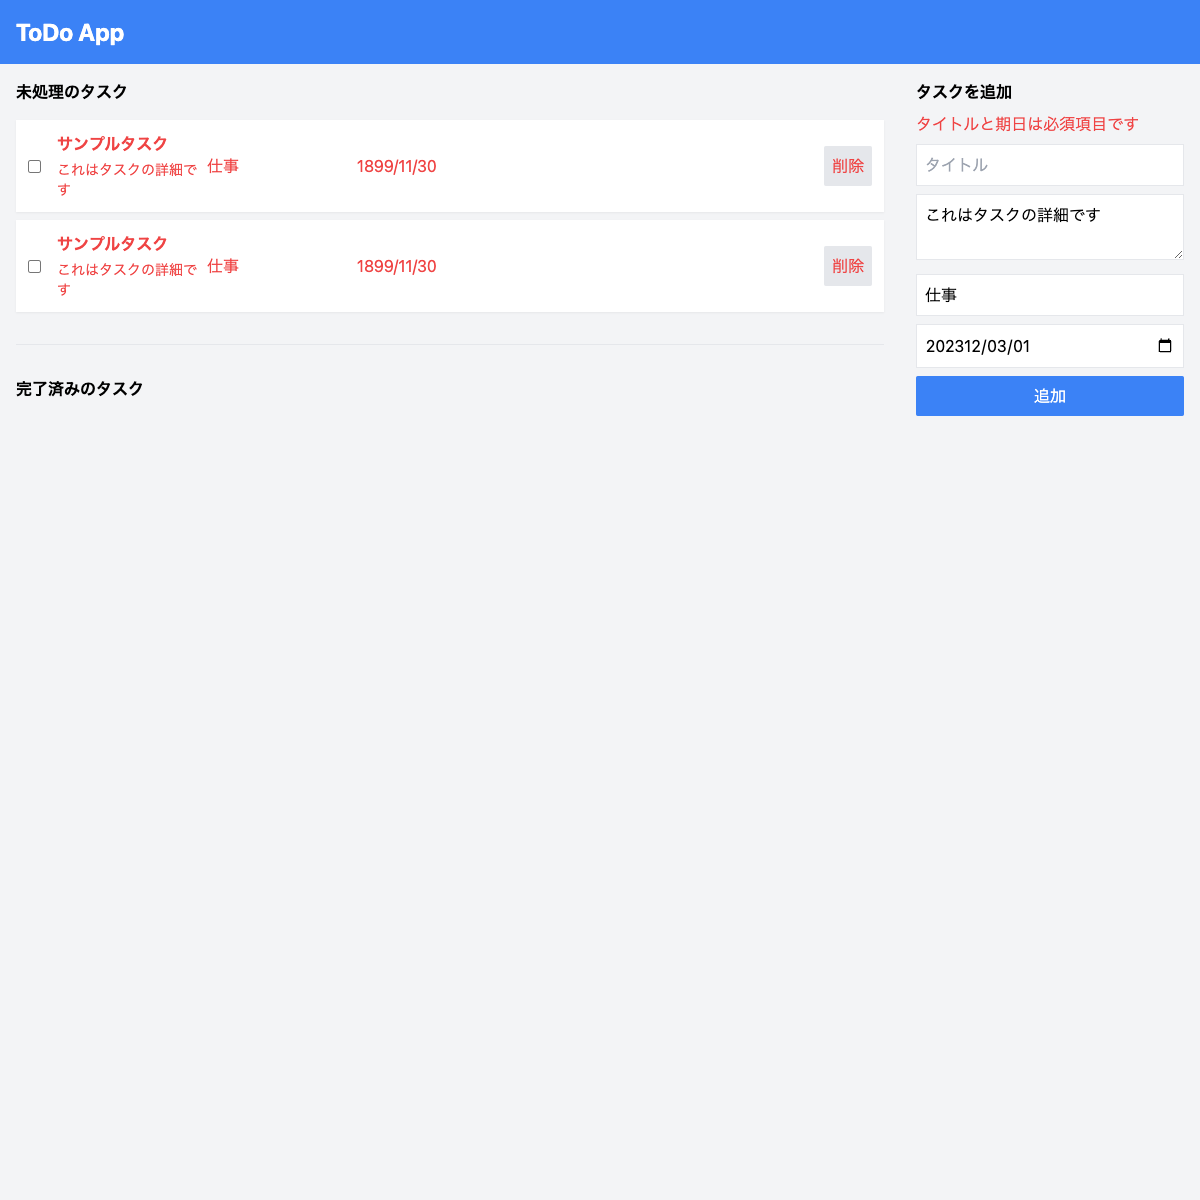 ToDo App
未処理のタスク
サンプルタスク
これはタスクの詳細で
す
仕事
1899/11/30
削除
サンプルタスク
これはタスクの詳細で
す
仕事
1899/11/30
削除
完了済みのタスク
タスクを追加
タイトルと期日は必須項目です
タイトル
これはタスクの詳細です
仕事
202312/03/01
追加